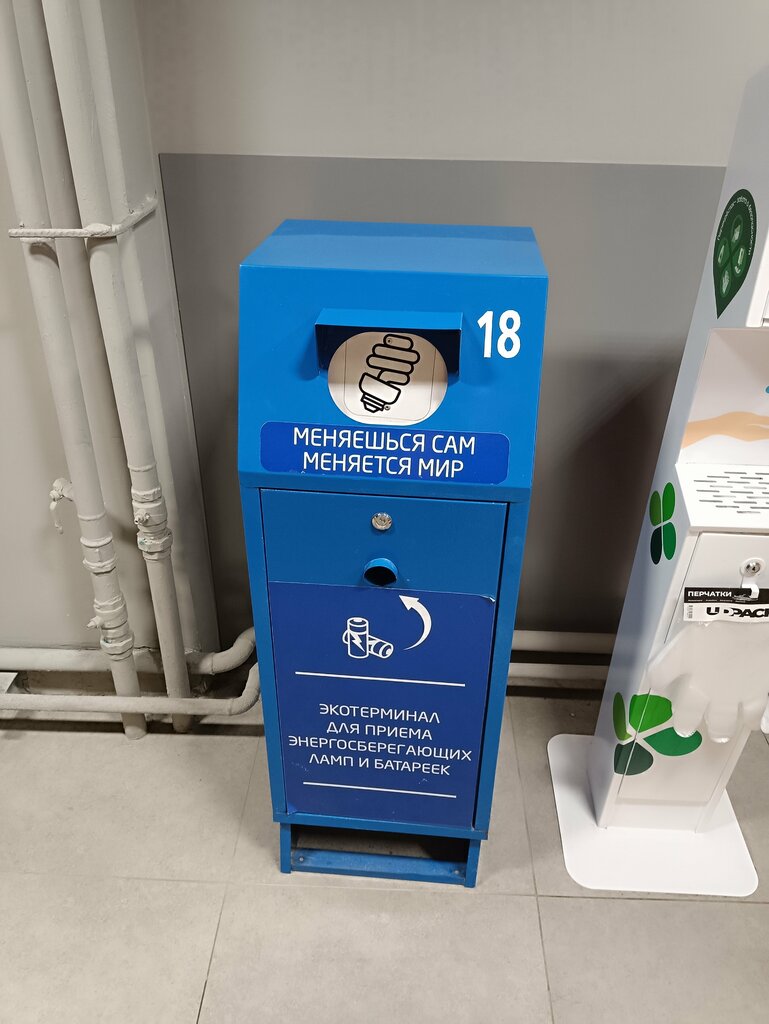 18
МЕНЯЕШЬСЯ САМ
МЕНЯЕТСЯ МИР
ЭКОТЕРМИНАЛ
ДЛЯ ПРИЕМА
ЭНЕРГОСБЕРЕГАЮЩИХ
ЛАМП И БАТАРЕЕК
ПЕРЧАТКИ